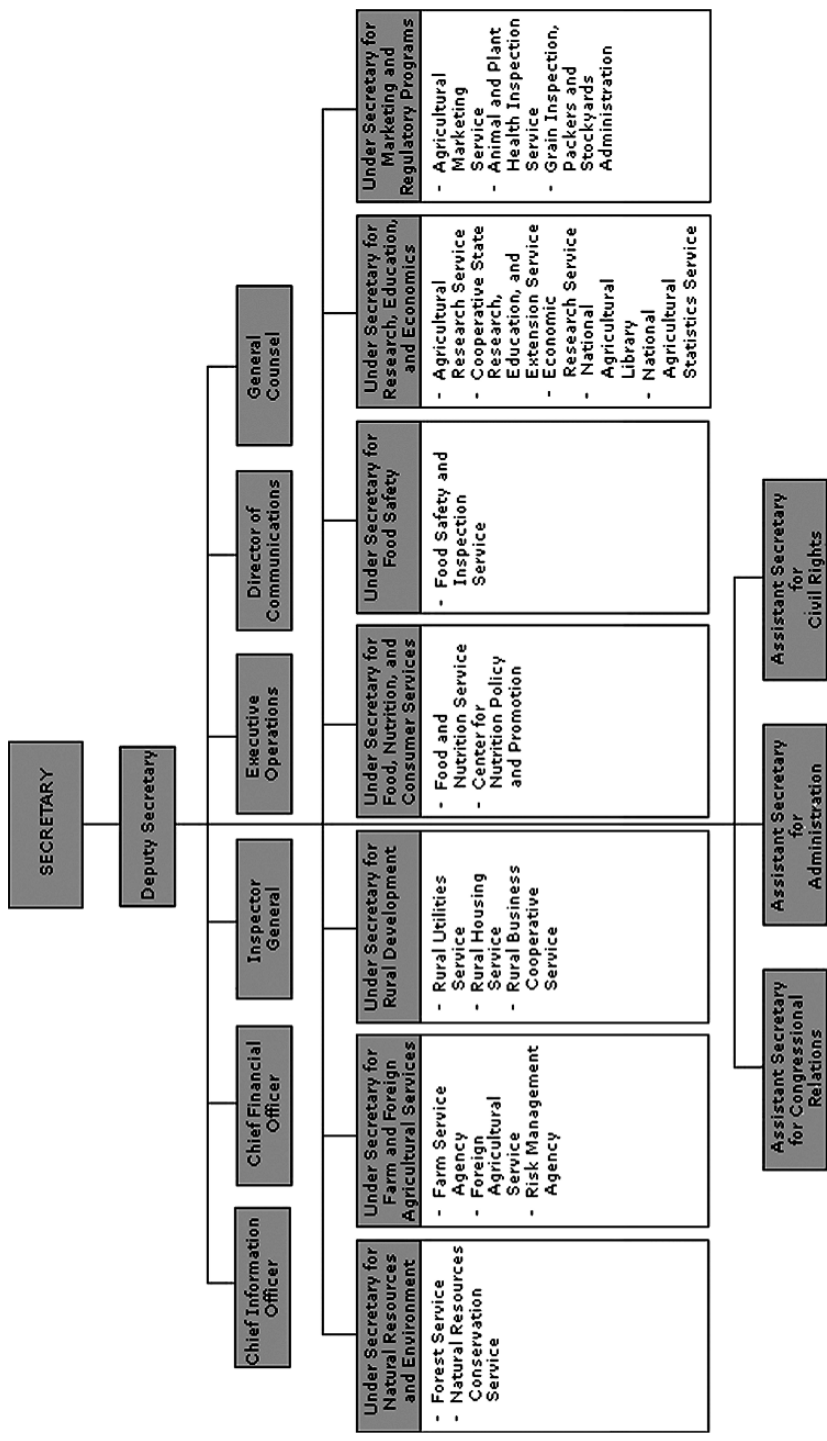 SECRETARY
Deputy Secretary
Chief Information
Officer
Chief Financial
Officer
Inspector
General
Executive
Operations
Director of
Communications
General
Counsel
Under Secretary for
Natural Resources
and Environment
- Forest Service
- Natural Resources
Conservation
Service
Under Secretary for
Farm and Foreign
Agricultural Services
- Farm Service
Agency
- Foreign
Agricultural
Service
- Risk Management
Agency
Under Secretary for
Rural Development
- Rural Utilities
Service
- Rural Housing
Service
- Rural Business
Cooperative
Service
Under Secretary for
Food, Nutrition, and
Consumer Services
- Food and
Nutrition Service
- Center for
Nutrition Policy
and Promotion
Under Secretary for
Food Safety
- Food Safety and
Inspection
Service
Under Secretary for
Research, Education,
and Economics
- Agricultural
Research Service
- Cooperative State
Research,
Education, and
Extension Service
- Economic
Research Service
- National
Agricultural
Library
- National
Agricultural
Statistics Service
Under Secretary for
Marketing and
Regulatory Programs
- Agricultural
Marketing
Service
- Animal and Plant
Health Inspection
Service
- Grain Inspection,
Packers and
Stockyards
Administration
Assistant Secretary
for Congressional
Relations
Assistant Secretary
for
Administration
Assistant Secretary
for
Civil Rights